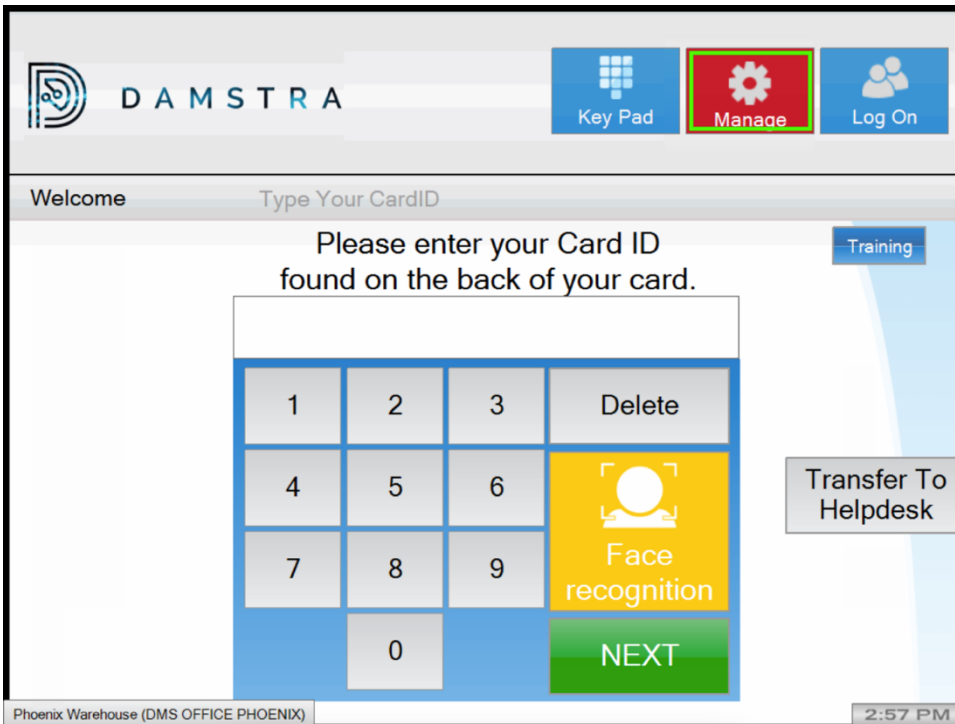 DAMSTRA
Key Pad
Manage
Log On
Welcome
Type Your CardID
Please enter your Card ID
found on the back of your card.
Training
1 2 3 Delete
4 5 6
7 8 9
Face
recognition
Transfer To
Helpdesk
0 NEXT
Phoenix Warehouse (DMS OFFICE PHOENIX)
2:57 PM